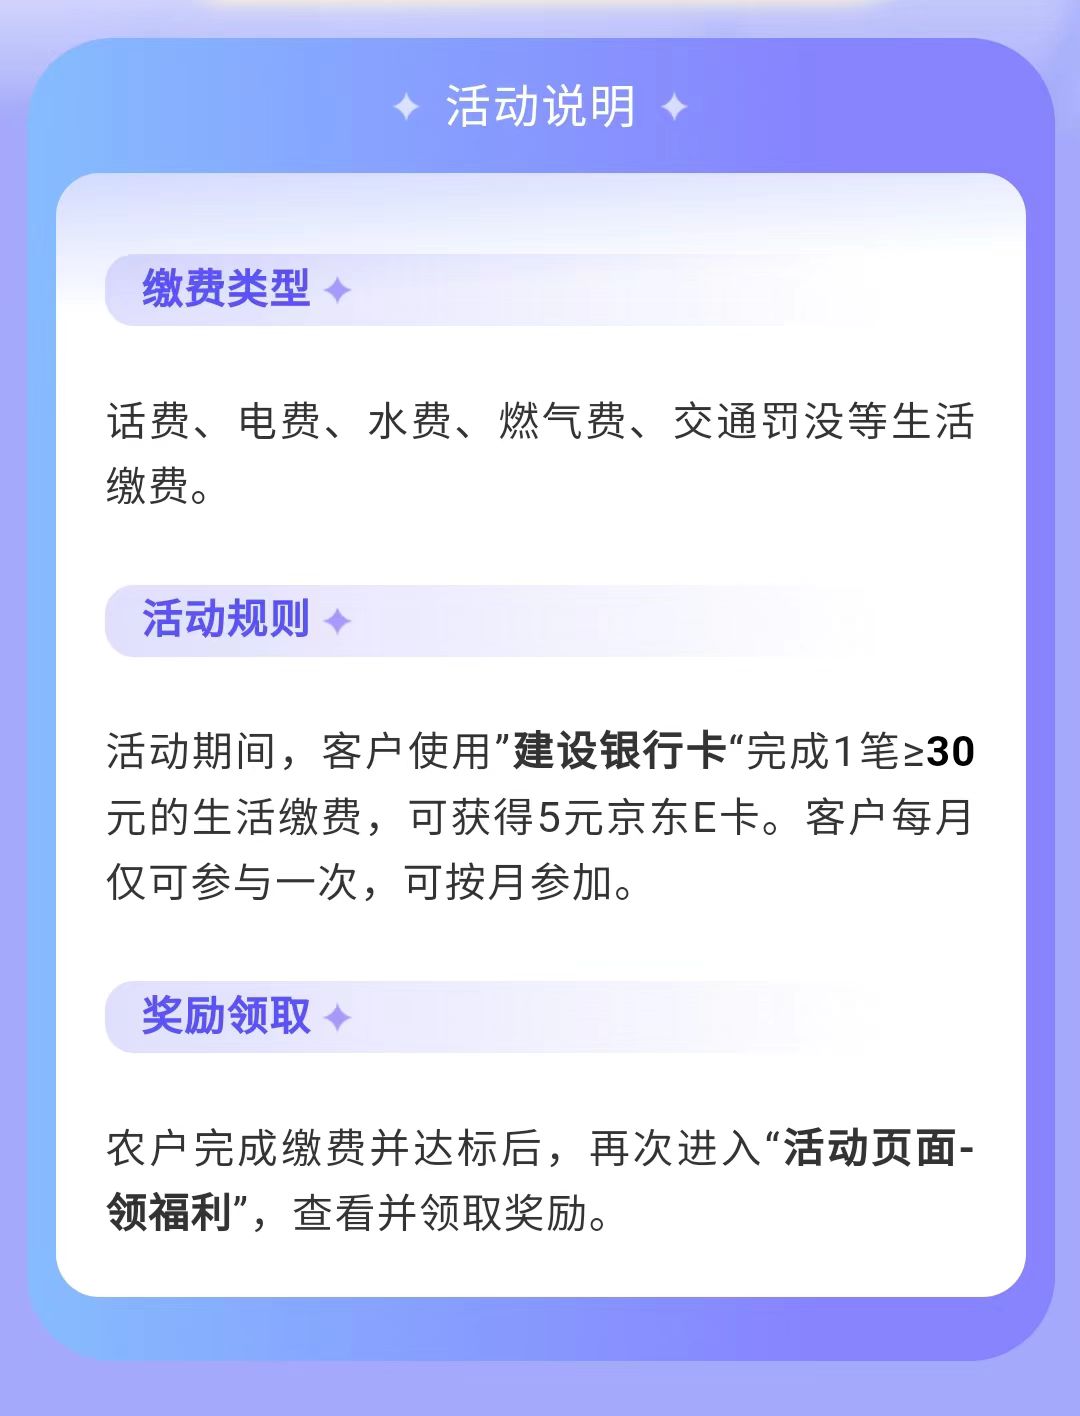 活动说明
缴费类型
话费、电费、水费、燃气费、交通罚没等生活
缴费。
活动规则
活动期间，客户使用”建设银行卡“完成1笔≥30
元的生活缴费，可获得5元京东E卡。客户每月
仅可参与一次，可按月参加。
奖励领取
农户完成缴费并达标后，再次进入“活动页面-
领福利”，查看并领取奖励。